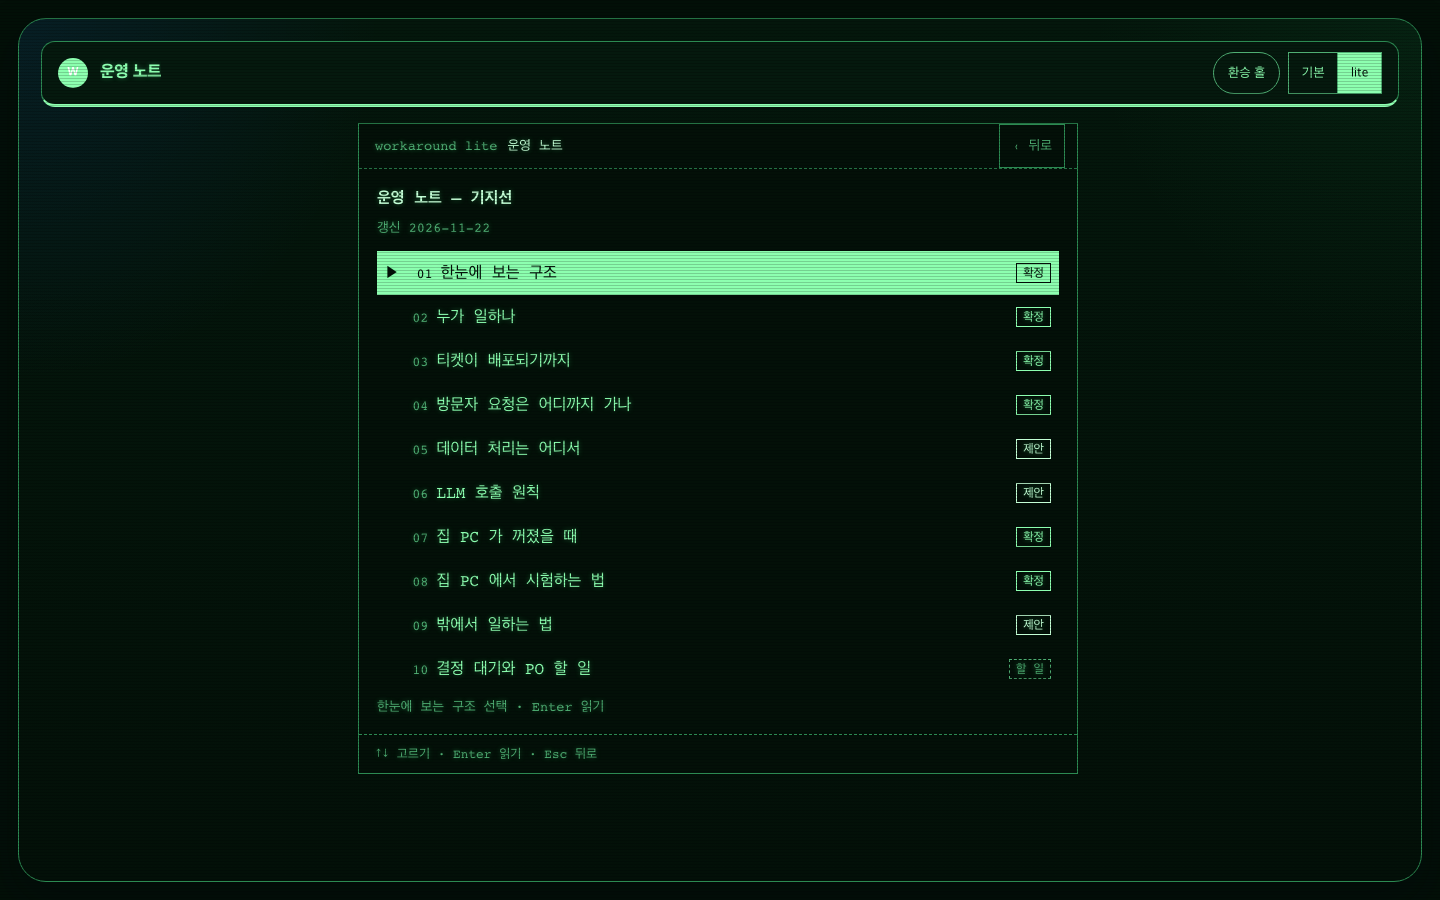 W 운영 노트 환승 홀 기본 lite
workaround lite 운영 노트 ‹ 뒤로
운영 노트 — 기지선
갱신 2026-11-22
▶ 01 한눈에 보는 구조 확정
02 누가 일하나 확정
03 티켓이 배포되기까지 확정
04 방문자 요청은 어디까지 가나 확정
05 데이터 처리는 어디서 제안
06 LLM 호출 원칙 제안
07 집 PC 가 꺼졌을 때 확정
08 집 PC 에서 시험하는 법 확정
09 밖에서 일하는 법 제안
10 결정 대기와 PO 할 일 할 일
한눈에 보는 구조 선택 · Enter 읽기
↑↓ 고르기 · Enter 읽기 · Esc 뒤로